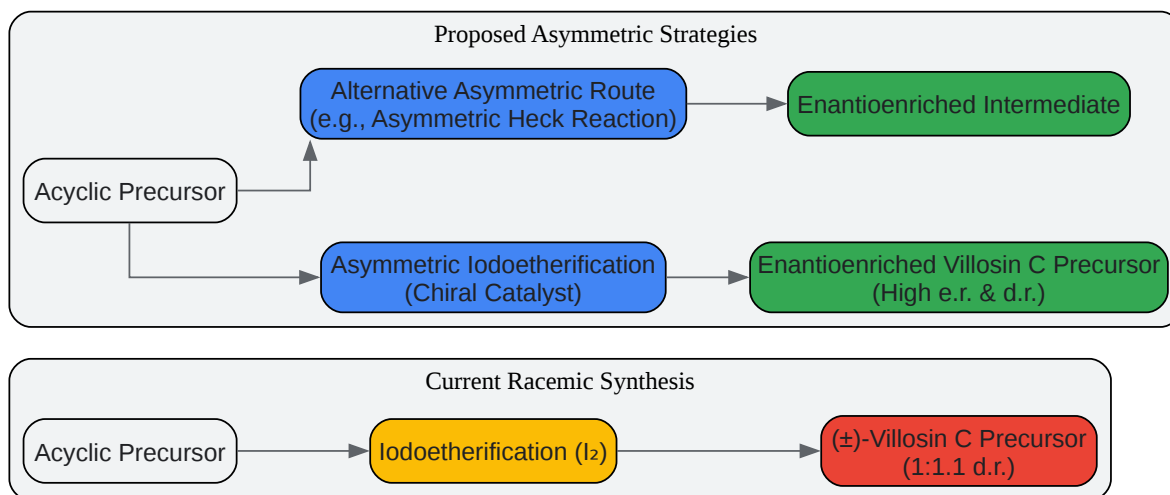 Proposed Asymmetric Strategies
Alternative Asymmetric Route
(e.g., Asymmetric Heck Reaction)
Enantioenriched Intermediate
Acyclic Precursor
Asymmetric Iodoetherification
(Chiral Catalyst)
Enantioenriched Villosin C Precursor
(High e.r. & d.r.)
Current Racemic Synthesis
Acyclic Precursor
Iodoetherification (I₂)
(±)-Villosin C Precursor
(1:1.1 d.r.)